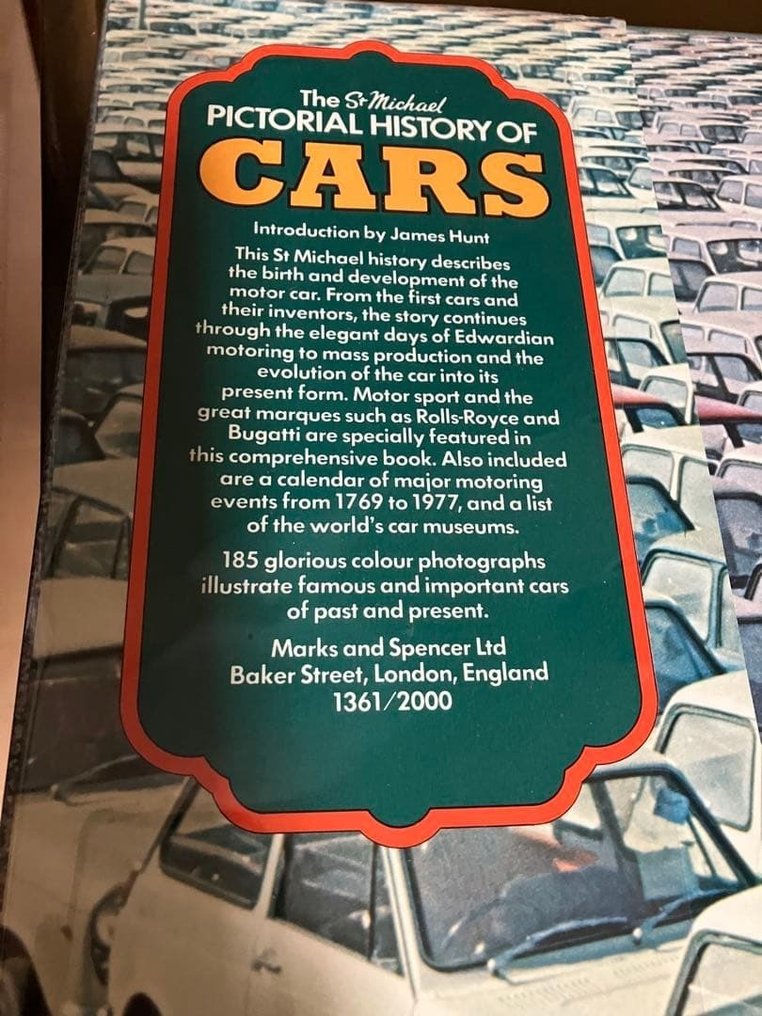 The St Michael
PICTORIAL HISTORY OF
CARS
Introduction by James Hunt
This St Michael history describes
the birth and development of the
motor car. From the first cars and
their inventors, the story continues
through the elegant days of Edwardian
motoring to mass production and the
evolution of the car into its
present form. Motor sport and the
great marques such as Rolls-Royce and
Bugatti are specially featured in
this comprehensive book. Also included
are a calendar of major motoring
events from 1769 to 1977, and a list
of the world's car museums.
185 glorious colour photographs
illustrate famous and important cars
of past and present.
Marks and Spencer Ltd
Baker Street, London, England
1361/2000